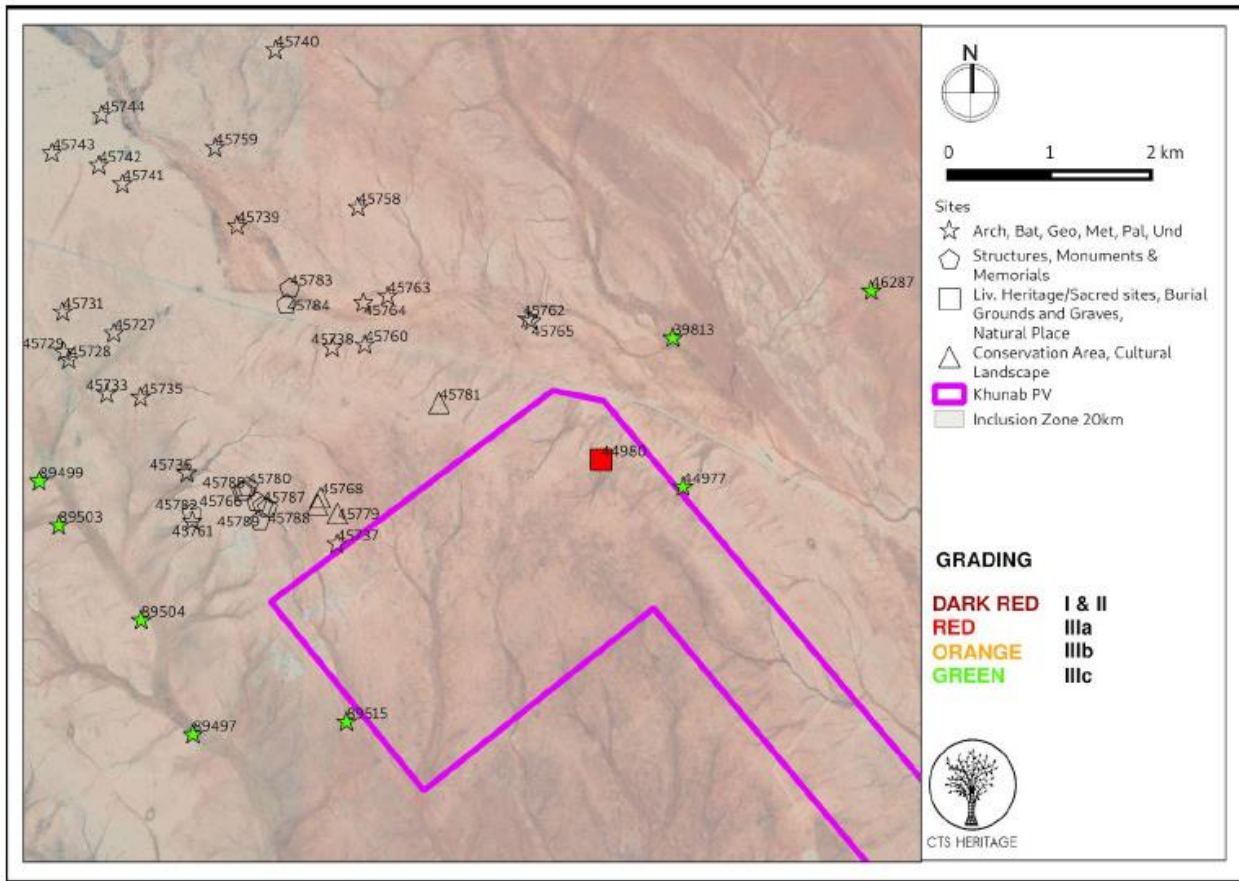 45740
45744
45759
45743
45742
45741
45758
45739
45783
45763
46287
45784
45764
45762
45731
45765
39813
45727
45729
45728
45738
45760
45733
45735
45781
44980
45736
89499
45780
44977
45768
45787
45766
45782
45779
89503
45789
45788
45761
45737
89504
89515
89497
N
0 1 2 km
Sites
Arch, Bat, Geo, Met, Pal, Und
Structures, Monuments &
Memorials
Liv. Heritage/Sacred sites, Burial
Grounds and Graves,
Natural Place
Conservation Area, Cultural
Landscape
Khunab PV
Inclusion Zone 20km
GRADING
DARK RED I & II
RED IIIa
ORANGE IIIb
GREEN IIIc
CTS HERITAGE